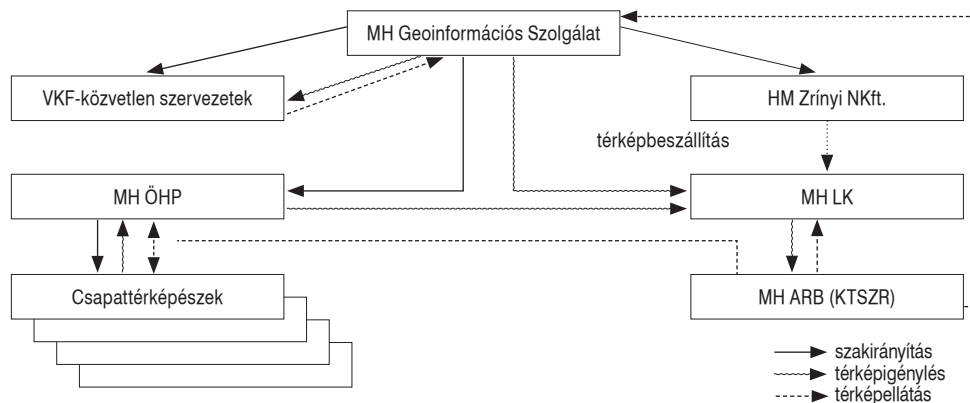 MH Geoinformációs Szolgálat
VKF-közvetlen szervezetek
HM Zrínyi NKft.
térképbeszállítás
MH ÖHP
MH LK
Csapattérképészek
MH ARB (KTSZR)
szakirányítás
térképigénylés
térképellátás